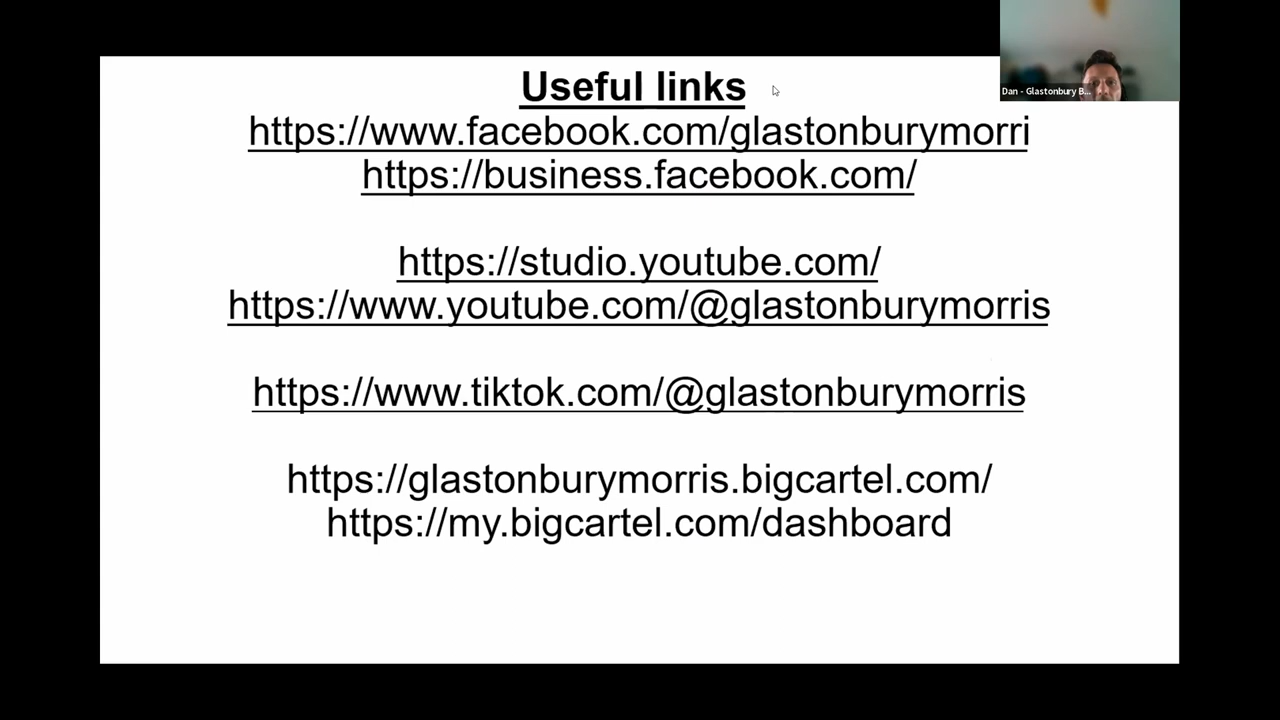 Useful links
https://www.facebook.com/glastonburymorri
https://business.facebook.com/
https://studio.youtube.com/
https://www.youtube.com/@glastonburymorris
https://www.tiktok.com/@glastonburymorris
https://glastonburymorris.bigcartel.com/
https://my.bigcartel.com/dashboard
Dan - Glastonbury B...